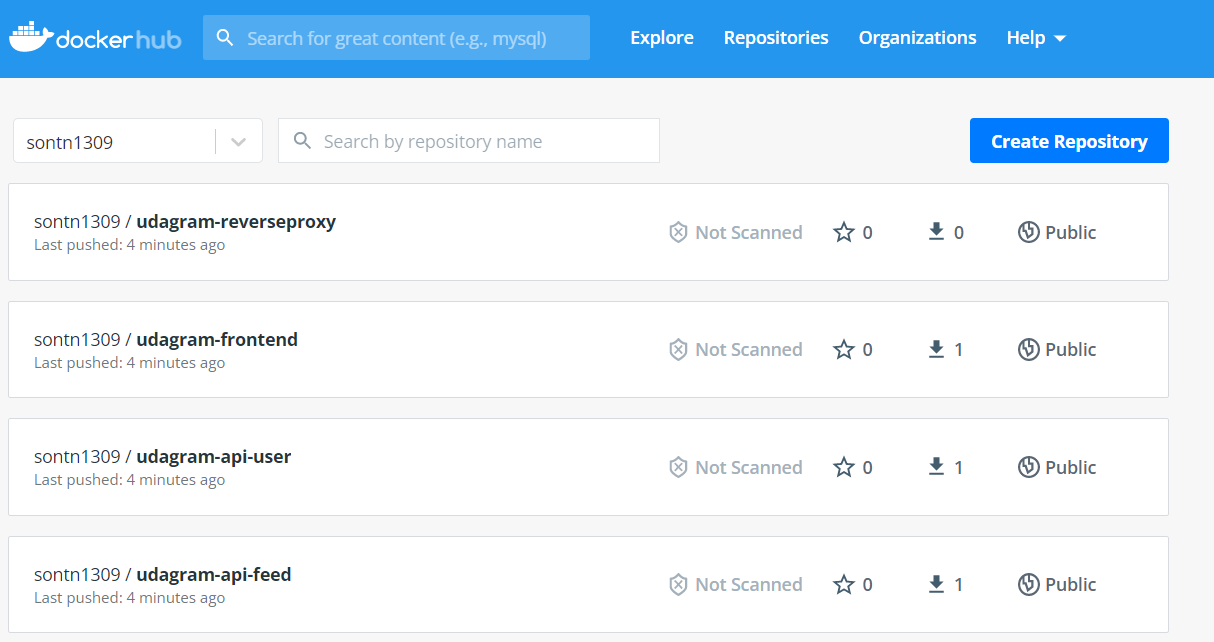 dockerhub Search for great content (e.g., mysql) Explore Repositories Organizations Help
sontn1309 Search by repository name Create Repository
sontn1309 / udagram-reverseproxy
Last pushed: 4 minutes ago
Not Scanned 0 0 Public
sontn1309 / udagram-frontend
Last pushed: 4 minutes ago
Not Scanned 0 1 Public
sontn1309 / udagram-api-user
Last pushed: 4 minutes ago
Not Scanned 0 1 Public
sontn1309 / udagram-api-feed
Last pushed: 4 minutes ago
Not Scanned 0 1 Public